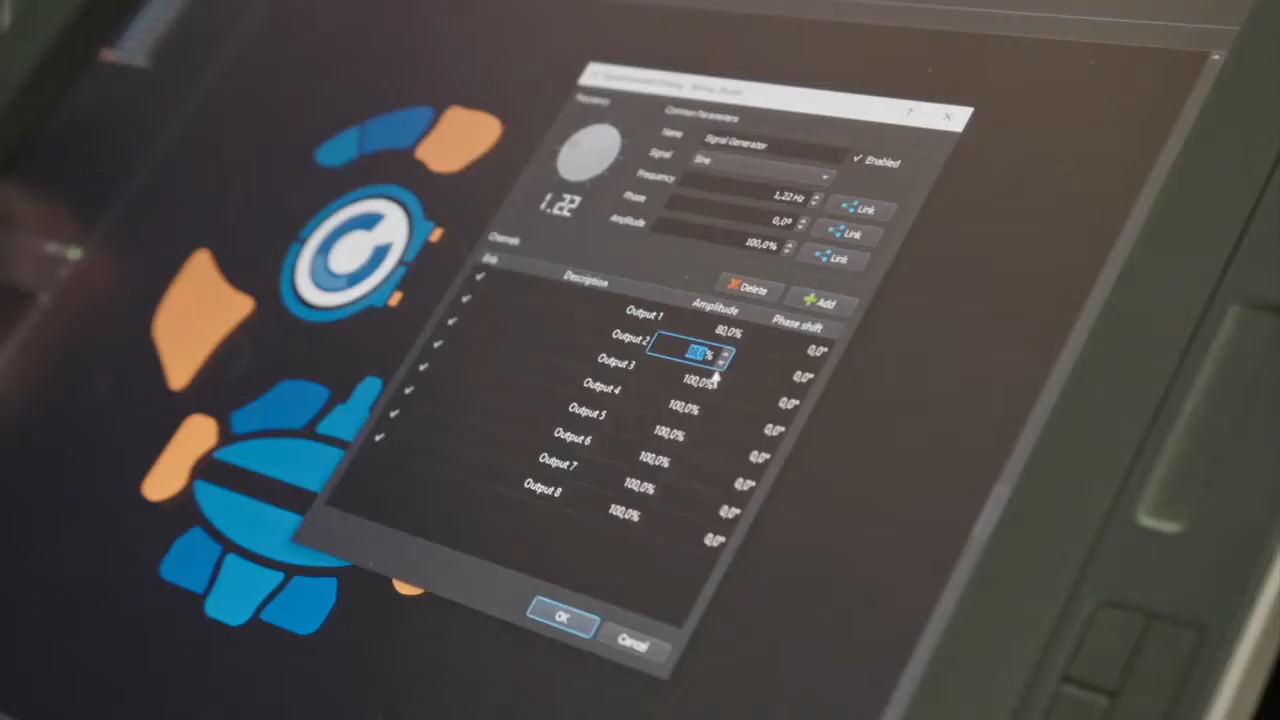 Frequency
1.22
Common Parameters
Name Signal Generator ✓ Enabled
Signal Sine
Frequency 1,22 Hz Link
Phase 0,0° Link
Amplitude 100,0% Link
Channels
Delete Add
Description Amplitude Phase shift
Output 1 80,0% 0,0°
Output 2 % 0,0°
Output 3 100,0% 0,0°
Output 4 100,0% 0,0°
Output 5 100,0% 0,0°
Output 6 100,0% 0,0°
Output 7 100,0% 0,0°
Output 8 100,0% 0,0°
OK Cancel